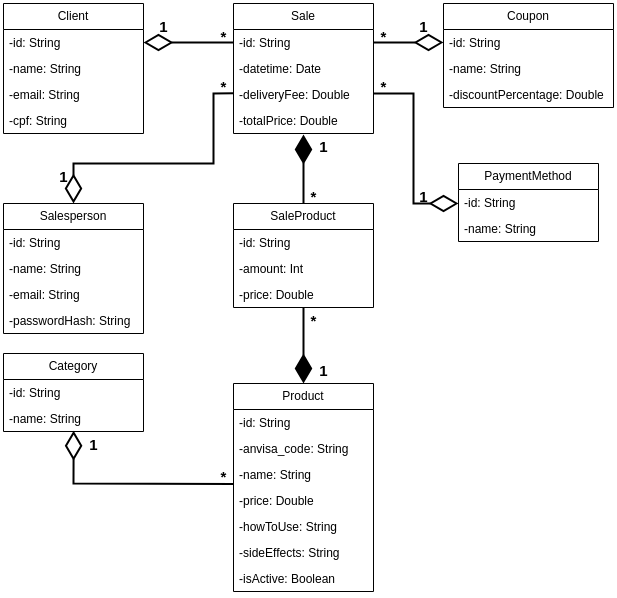 Client
-id: String
-name: String
-email: String
-cpf: String
1
*
Sale
-id: String
-datetime: Date
-deliveryFee: Double
-totalPrice: Double
*
1
Coupon
-id: String
-name: String
-discountPercentage: Double
*
1
*
1
PaymentMethod
-id: String
-name: String
Salesperson
-id: String
-name: String
-email: String
-passwordHash: String
1
*
SaleProduct
-id: String
-amount: Int
-price: Double
*
1
Category
-id: String
-name: String
1
*
Product
-id: String
-anvisa_code: String
-name: String
-price: Double
-howToUse: String
-sideEffects: String
-isActive: Boolean